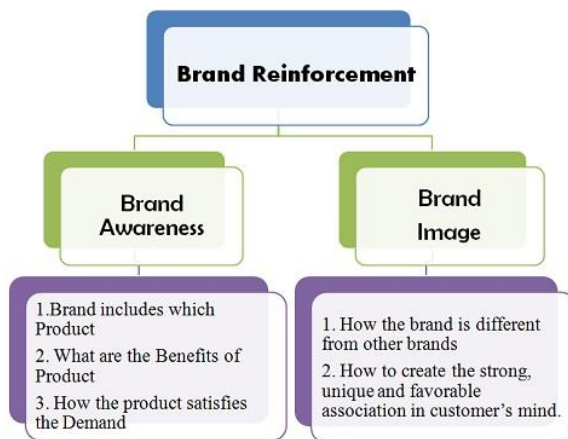 Brand Reinforcement
Brand
Awareness
Brand
Image
1.Brand includes which
Product
2. What are the Benefits of
Product
3. How the product satisfies
the Demand
1. How the brand is different
from other brands
2. How to create the strong,
unique and favorable
association in customer's mind.